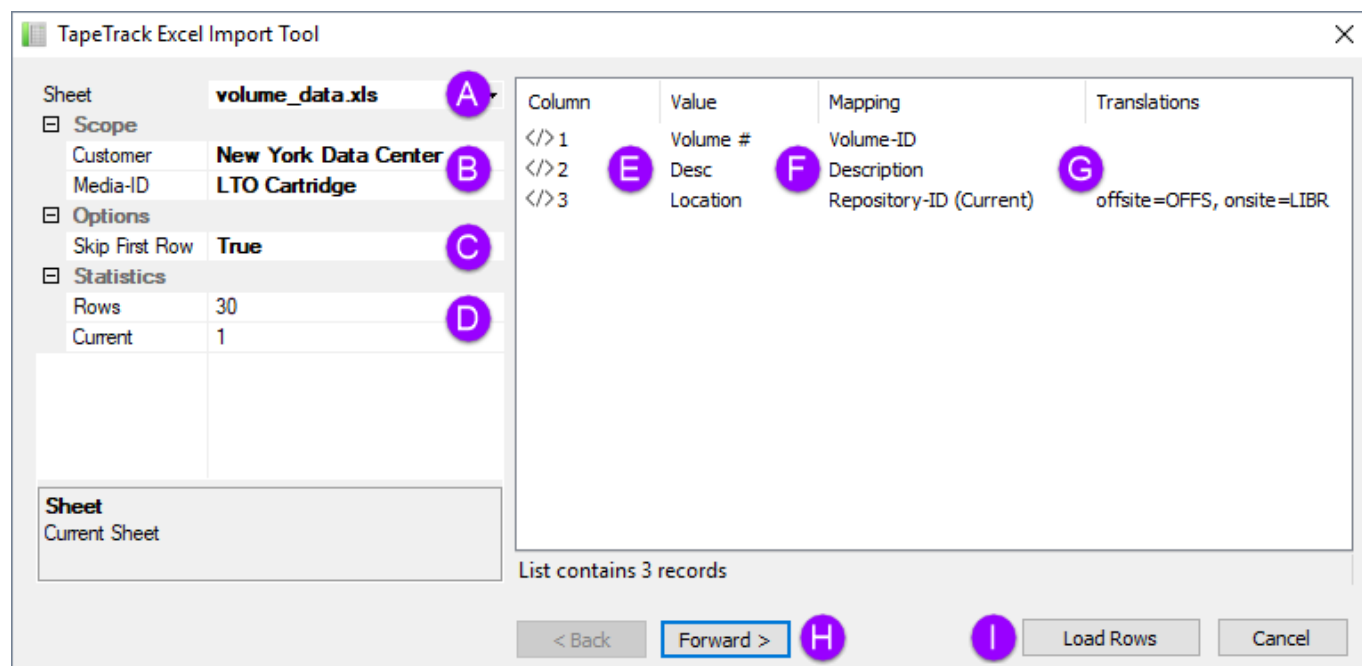 TapeTrack Excel Import Tool
Sheet volume_data.xls A
Scope
Customer New York Data Center
B
Media-ID LTO Cartridge
Options
Skip First Row True C
Statistics
Rows 30
D
Current 1
Sheet
Current Sheet
Column Value Mapping Translations
</> 1 Volume # Volume-ID
</> 2 E Desc F Description G
</> 3 Location Repository-ID (Current) offsite=OFFS, onsite=LIBR
List contains 3 records
< Back Forward > H I Load Rows Cancel